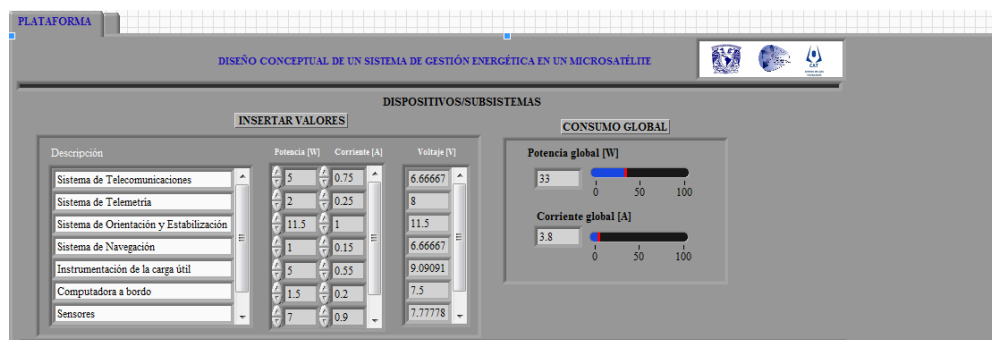 PLATAFORMA
DISEÑO CONCEPTUAL DE UN SISTEMA DE GESTIÓN ENERGÉTICA EN UN MICROSATÉLITE
CAT
DISPOSITIVOS/SUBSISTEMAS
INSERTAR VALORES
Descripción Potencia [W] Corriente [A] Voltaje [V]
Sistema de Telecomunicaciones 5 0.75 6.66667
Sistema de Telemetría 2 0.25 8
Sistema de Orientación y Estabilización 11.5 1 11.5
Sistema de Navegación 1 0.15 6.66667
Instrumentación de la carga útil 5 0.55 9.09091
Computadora a bordo 1.5 0.2 7.5
Sensores 7 0.9 7.77778
CONSUMO GLOBAL
Potencia global [W]
33
0 50 100
Corriente global [A]
3.8
0 50 100